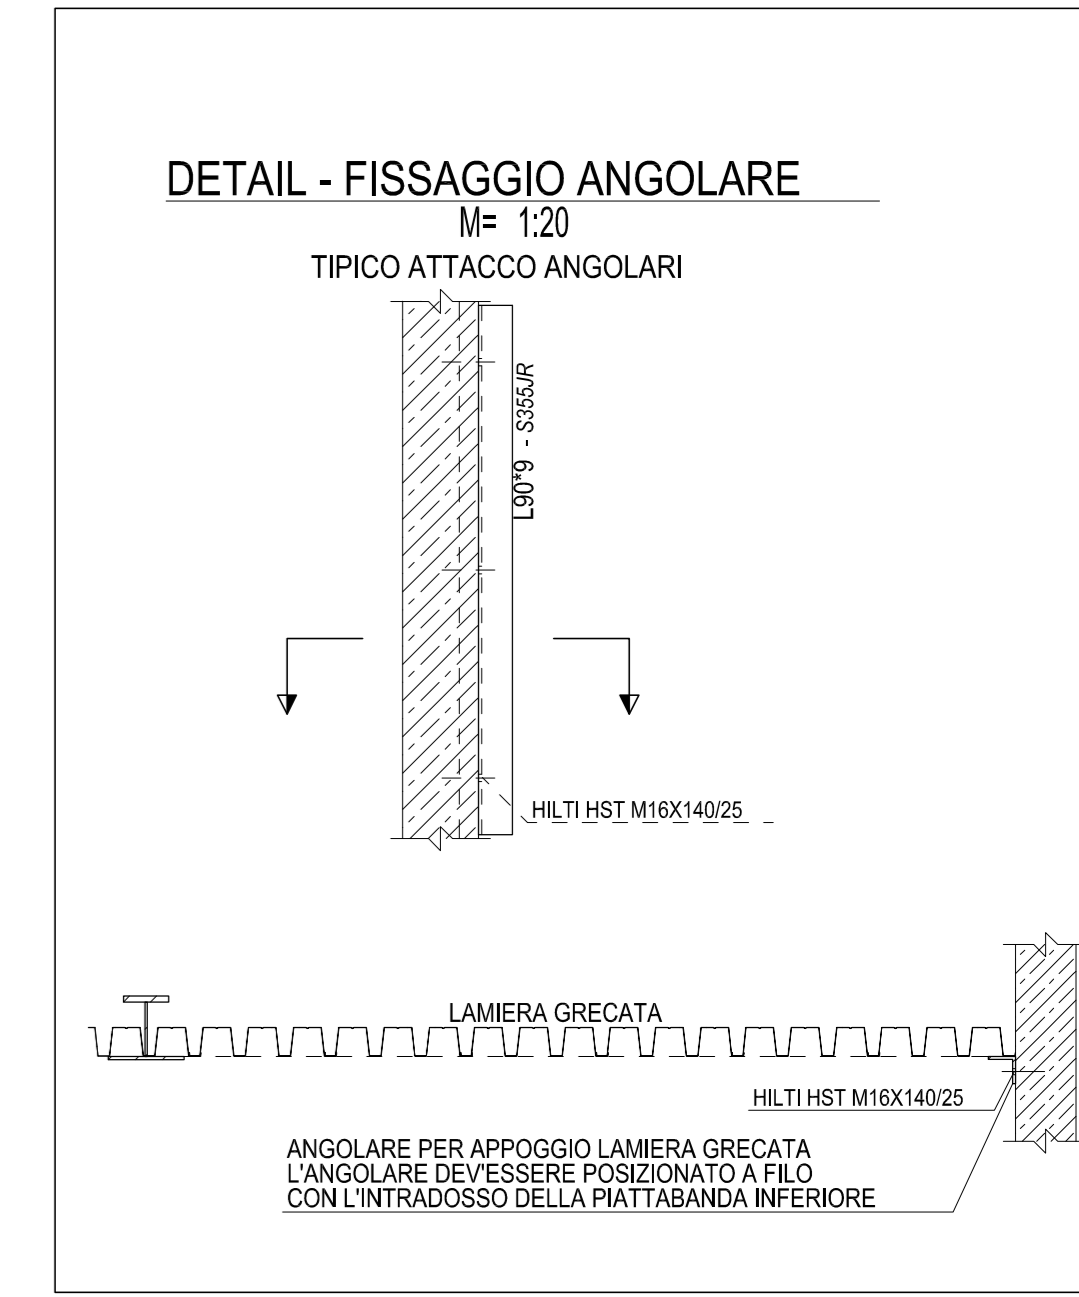 DETAIL - FISSAGGIO ANGOLARE
M= 1:20
TIPICO ATTACCO ANGOLARI
L90*9 - S355JR
HILTI HST M16X140/25
LAMIERA GRECATA
HILTI HST M16X140/25
ANGOLARE PER APPOGGIO LAMIERA GRECATA
L'ANGOLARE DEV'ESSERE POSIZIONATO A FILO
CON L'INTRADOSSO DELLA PIATTABANDA INFERIORE